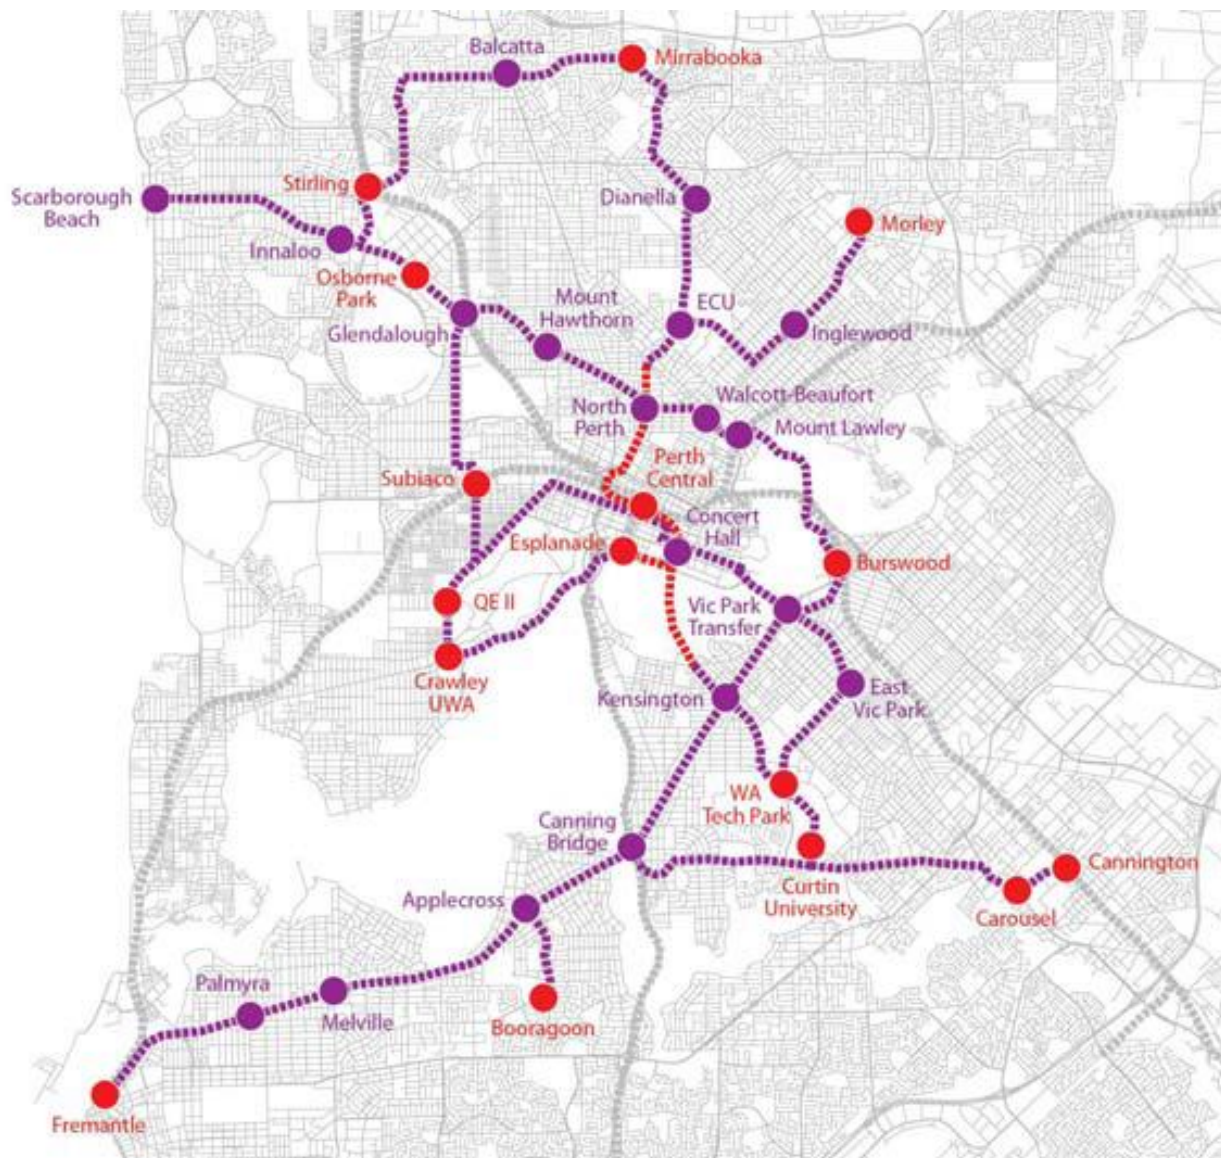 Balcatta
Mirrabooka
Stirling
Scarborough
Beach
Dianella
Morley
Innaloo
Osborne
Park
Mount
Hawthorn
ECU
Glendalough
Inglewood
Walcott-Beaufort
North
Perth
Mount Lawley
Perth
Central
Subiaco
Concert
Hall
Esplanade
Burswood
QE II
Vic Park
Transfer
Crawley
UWA
Kensington
East
Vic Park
WA
Tech Park
Canning
Bridge
Cannington
Applecross
Curtin
University
Carousel
Palmyra
Melville
Booragoon
Fremantle